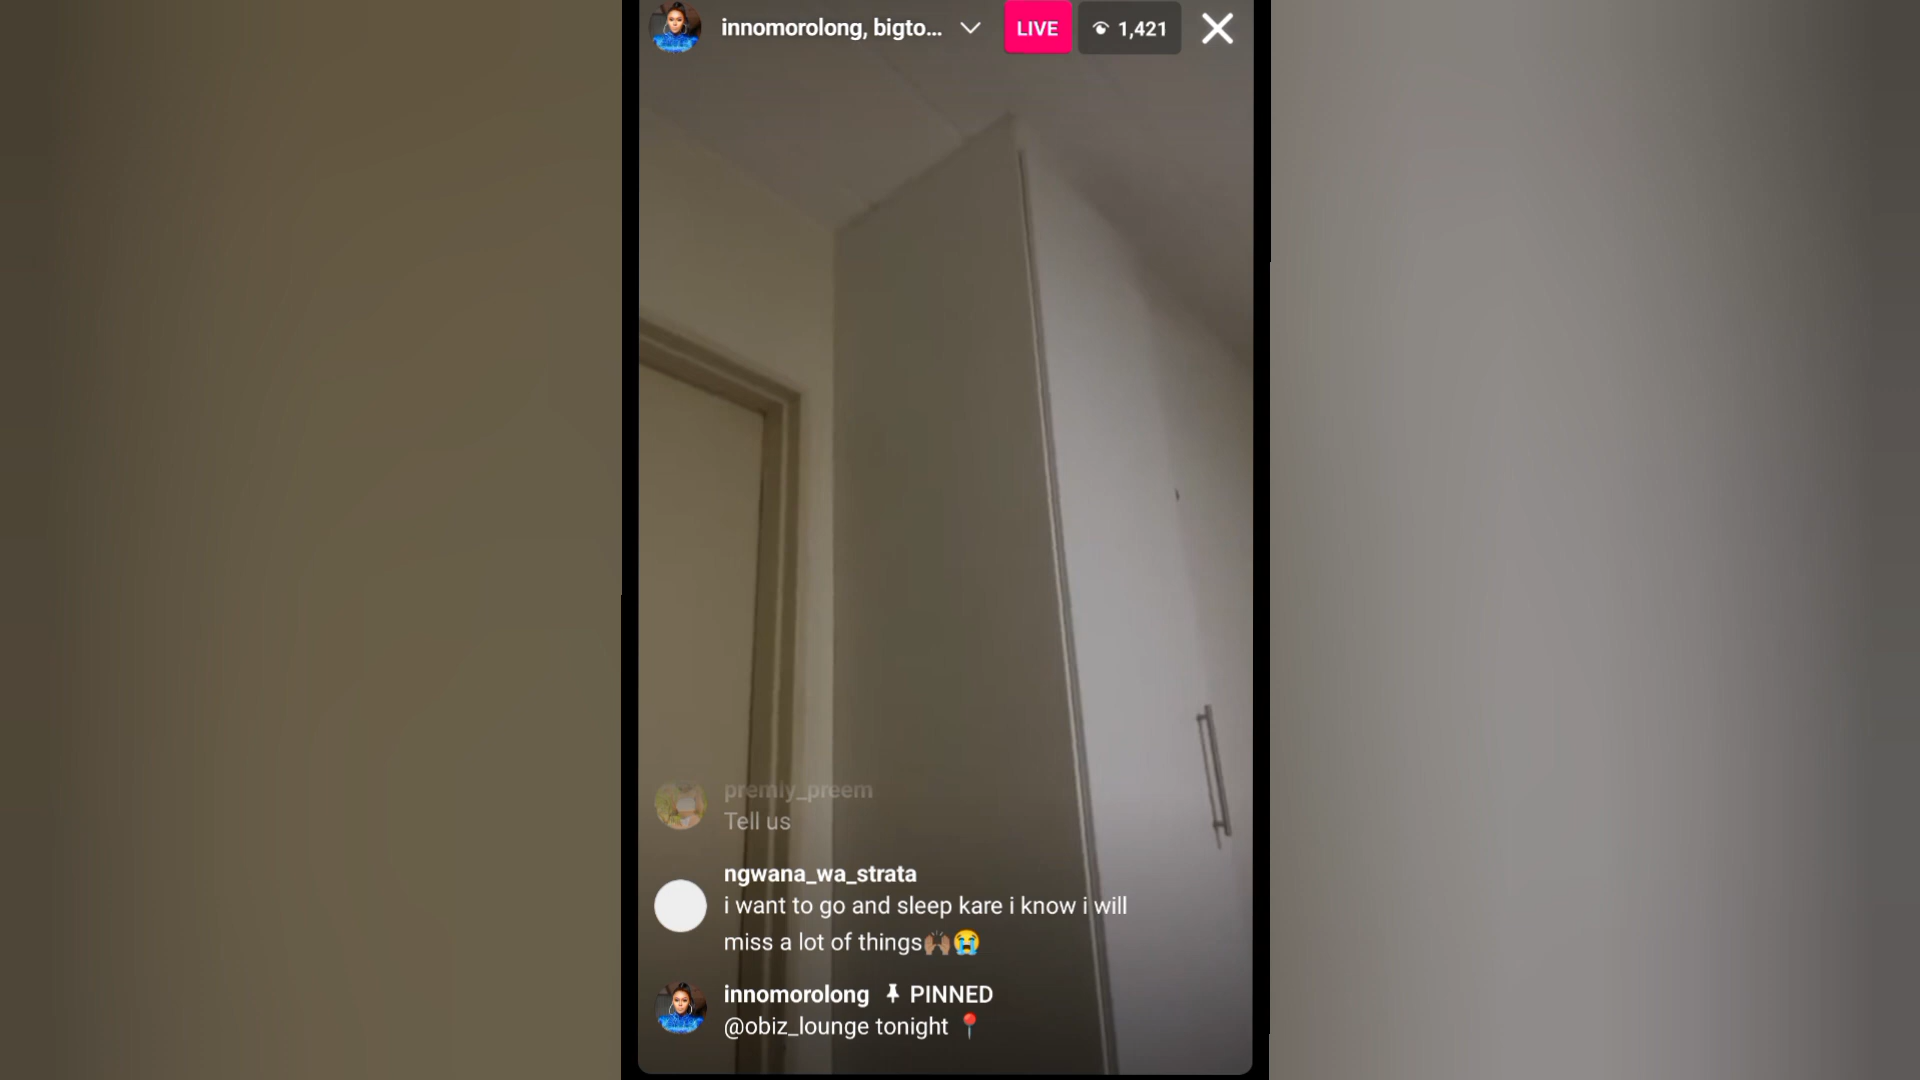 innomorolong, bigto...
LIVE
1,421
premly_preem
Tell us
ngwana_wa_strata
i want to go and sleep kare i know i will
miss a lot of things🙌🏾😭
innomorolong 📌 PINNED
@obiz_lounge tonight 📍